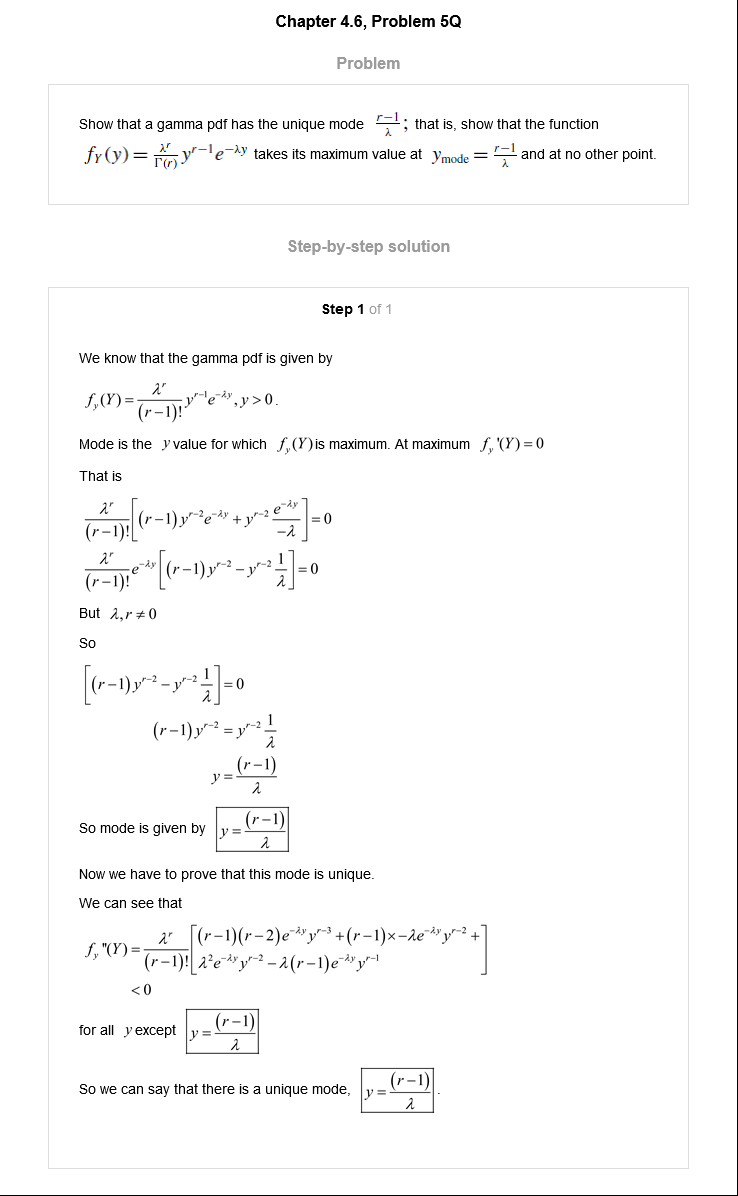 Chapter 4.6, Problem 5Q
Problem
Show that a gamma pdf has the unique mode $\frac{r-1}{\lambda}$; that is, show that the function
$f_Y(y) = \frac{\lambda^r}{\Gamma(r)} y^{r-1} e^{-\lambda y}$ takes its maximum value at $y_{\text{mode}} = \frac{r-1}{\lambda}$ and at no other point.
Step-by-step solution
Step 1 of 1
We know that the gamma pdf is given by
$f_y(Y) = \frac{\lambda^r}{(r-1)!} y^{r-1} e^{-\lambda y}, y > 0.$
Mode is the $y$ value for which $f_y(Y)$ is maximum. At maximum $f_y'(Y) = 0$
That is
$\frac{\lambda^r}{(r-1)!}\left[(r-1)y^{r-2}e^{-\lambda y} + y^{r-2}\frac{e^{-\lambda y}}{-\lambda}\right] = 0$
$\frac{\lambda^r}{(r-1)!}e^{-\lambda y}\left[(r-1)y^{r-2} - y^{r-2}\frac{1}{\lambda}\right] = 0$
But $\lambda, r \neq 0$
So
$\left[(r-1)y^{r-2} - y^{r-2}\frac{1}{\lambda}\right] = 0$
$(r-1)y^{r-2} = y^{r-2}\frac{1}{\lambda}$
$y = \frac{(r-1)}{\lambda}$
So mode is given by $y = \frac{(r-1)}{\lambda}$
Now we have to prove that this mode is unique.
We can see that
$f_y''(Y) = \frac{\lambda^r}{(r-1)!}\left[\begin{array}{l}(r-1)(r-2)e^{-\lambda y}y^{r-3} + (r-1) \times -\lambda e^{-\lambda y}y^{r-2} + \\ \lambda^2 e^{-\lambda y}y^{r-2} - \lambda(r-1)e^{-\lambda y}y^{r-1}\end{array}\right]$
$< 0$
for all $y$ except $y = \frac{(r-1)}{\lambda}$
So we can say that there is a unique mode, $y = \frac{(r-1)}{\lambda}$.